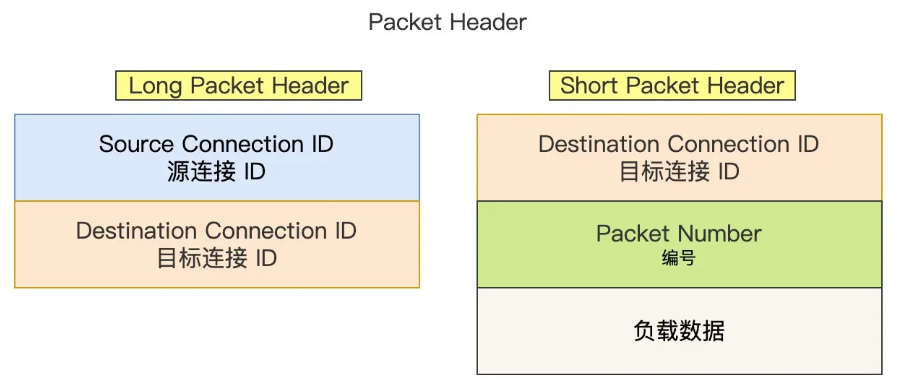 Packet Header
Long Packet Header
Source Connection ID
源连接 ID
Destination Connection ID
目标连接 ID
Short Packet Header
Destination Connection ID
目标连接 ID
Packet Number
编号
负载数据